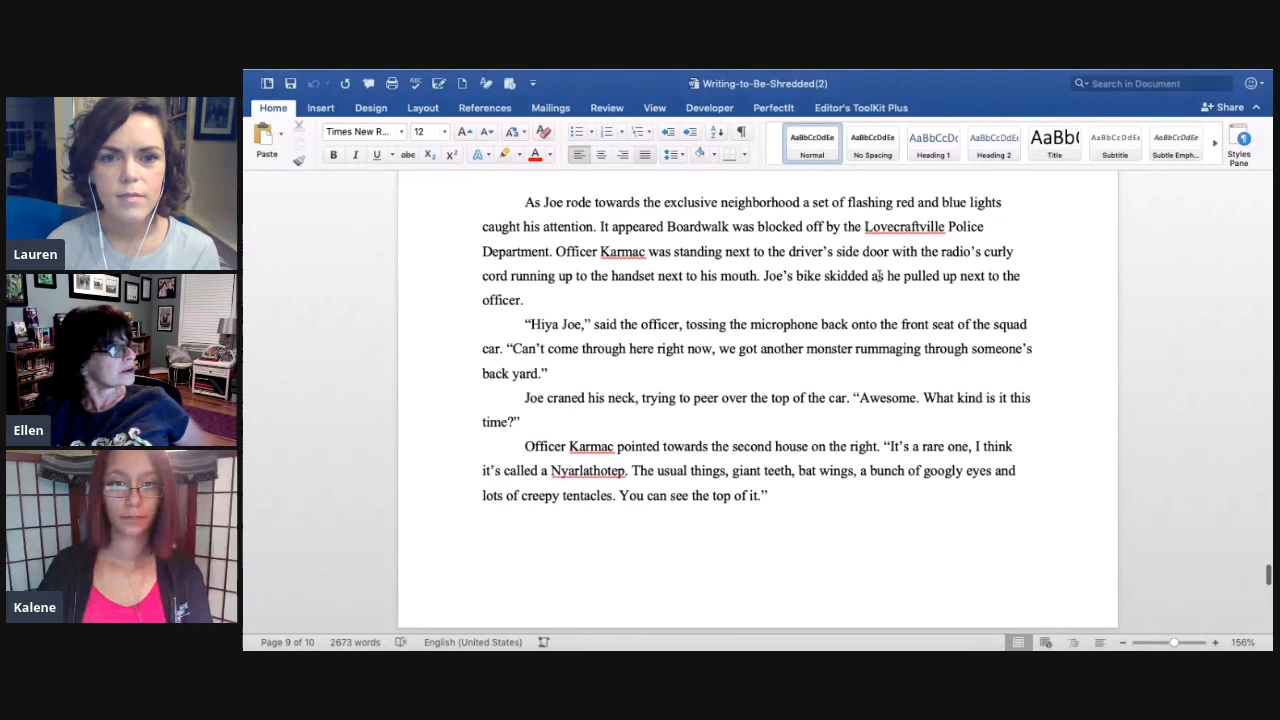 Writing-to-Be-Shredded(2)
Search in Document
Home Insert Design Layout References Mailings Review View Developer PerfectIt Editor's ToolKit Plus
Share
Paste
Times New R... 12
B I U abc X₂ X²
AaBbCcDdEe AaBbCcDdEe AaBbCcDc AaBbCcDdEe AaBb( AaBbCcDdEe AaBbCcDdEe
Normal No Spacing Heading 1 Heading 2 Title Subtitle Subtle Emph...
Styles
Pane
As Joe rode towards the exclusive neighborhood a set of flashing red and blue lights
caught his attention. It appeared Boardwalk was blocked off by the Lovecraftville Police
Department. Officer Karmac was standing next to the driver's side door with the radio's curly
cord running up to the handset next to his mouth. Joe's bike skidded as he pulled up next to the
officer.
"Hiya Joe," said the officer, tossing the microphone back onto the front seat of the squad
car. "Can't come through here right now, we got another monster rummaging through someone's
back yard."
Joe craned his neck, trying to peer over the top of the car. "Awesome. What kind is it this
time?"
Officer Karmac pointed towards the second house on the right. "It's a rare one, I think
it's called a Nyarlathotep. The usual things, giant teeth, bat wings, a bunch of googly eyes and
lots of creepy tentacles. You can see the top of it."
Page 9 of 10 2673 words English (United States) 156%
Lauren
Ellen
Kalene